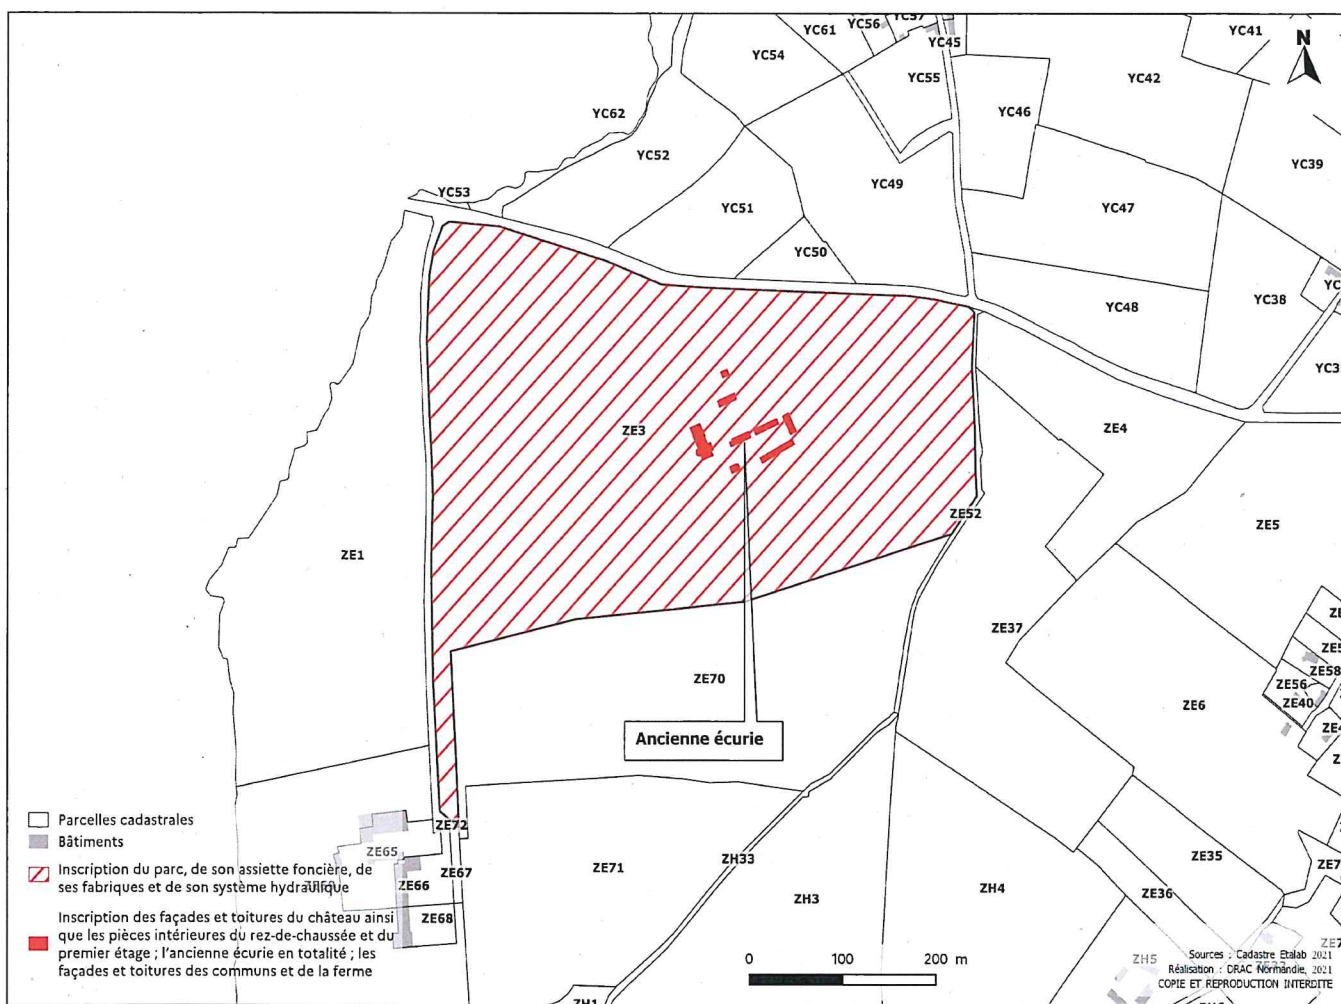 YC61
YC56
YC57
YC45
YC41
N
YC54
YC55
YC42
YC46
YC62
YC52
YC39
YC49
YC53
YC51
YC47
YC50
YC48
YC38
ZE3
ZE4
ZE52
ZE5
ZE1
ZE37
ZE70
ZE58
ZE56
ZE40
ZE6
Ancienne écurie
Parcelles cadastrales
Bâtiments
Inscription du parc, de son assiette foncière, de
ses fabriques et de son système hydraulique
Inscription des façades et toitures du château ainsi
que les pièces intérieures du rez-de-chaussée et du
premier étage ; l'ancienne écurie en totalité ; les
façades et toitures des communs et de la ferme
ZE72
ZE65
ZE67
ZE66
ZE68
ZE71
ZH33
ZE35
ZE36
ZH3
ZH4
ZH5
ZH1
0 100 200 m
Sources : Cadastre Etalab 2021
Réalisation : DRAC Normandie, 2021
COPIE ET REPRODUCTION INTERDITE